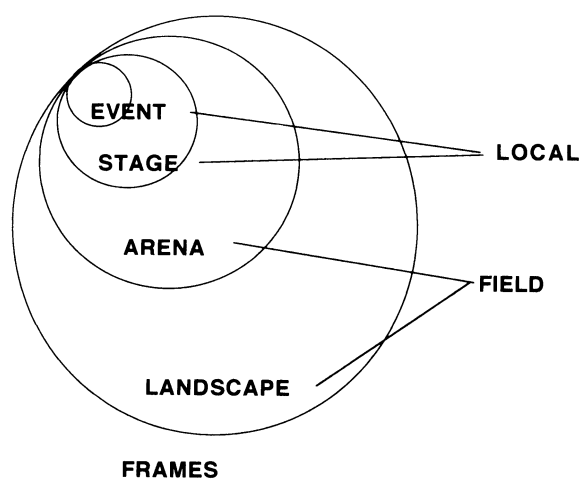 EVENT
STAGE
LOCAL
ARENA
FIELD
LANDSCAPE
FRAMES